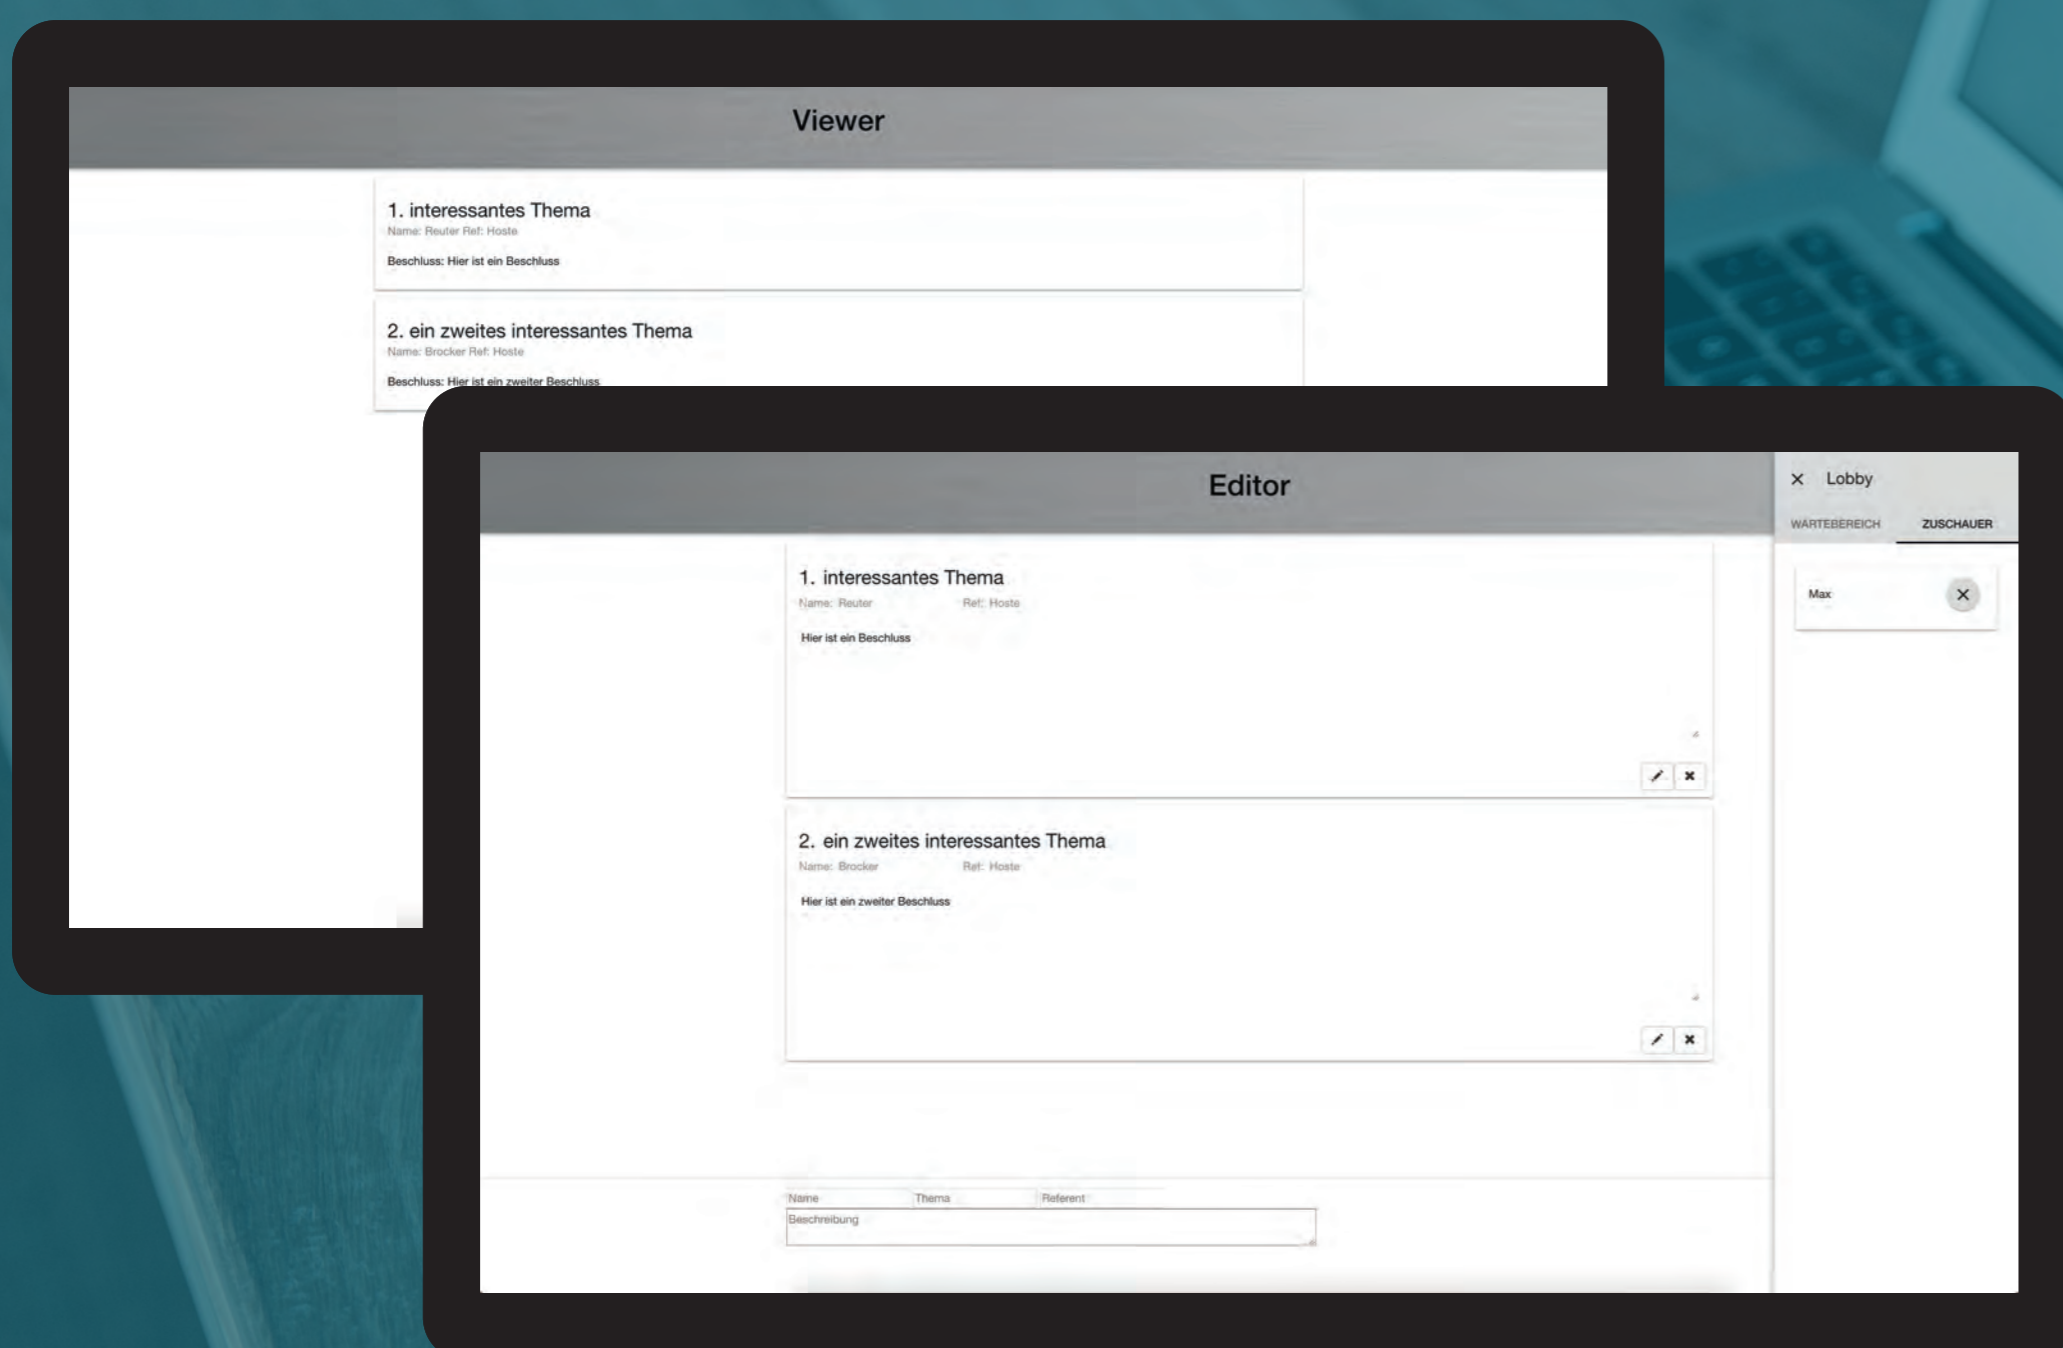 Viewer
1. interessantes Thema
Name: Reuter Ref: Hoste
Beschluss: Hier ist ein Beschluss
2. ein zweites interessantes Thema
Name: Brocker Ref: Hoste
Beschluss: Hier ist ein zweiter Beschluss
Editor
1. interessantes Thema
Name: Reuter Ref: Hoste
Hier ist ein Beschluss
2. ein zweites interessantes Thema
Name: Brocker Ref: Hoste
Hier ist ein zweiter Beschluss
Name Thema Referent
Beschreibung
Lobby
WARTEBEREICH ZUSCHAUER
Max